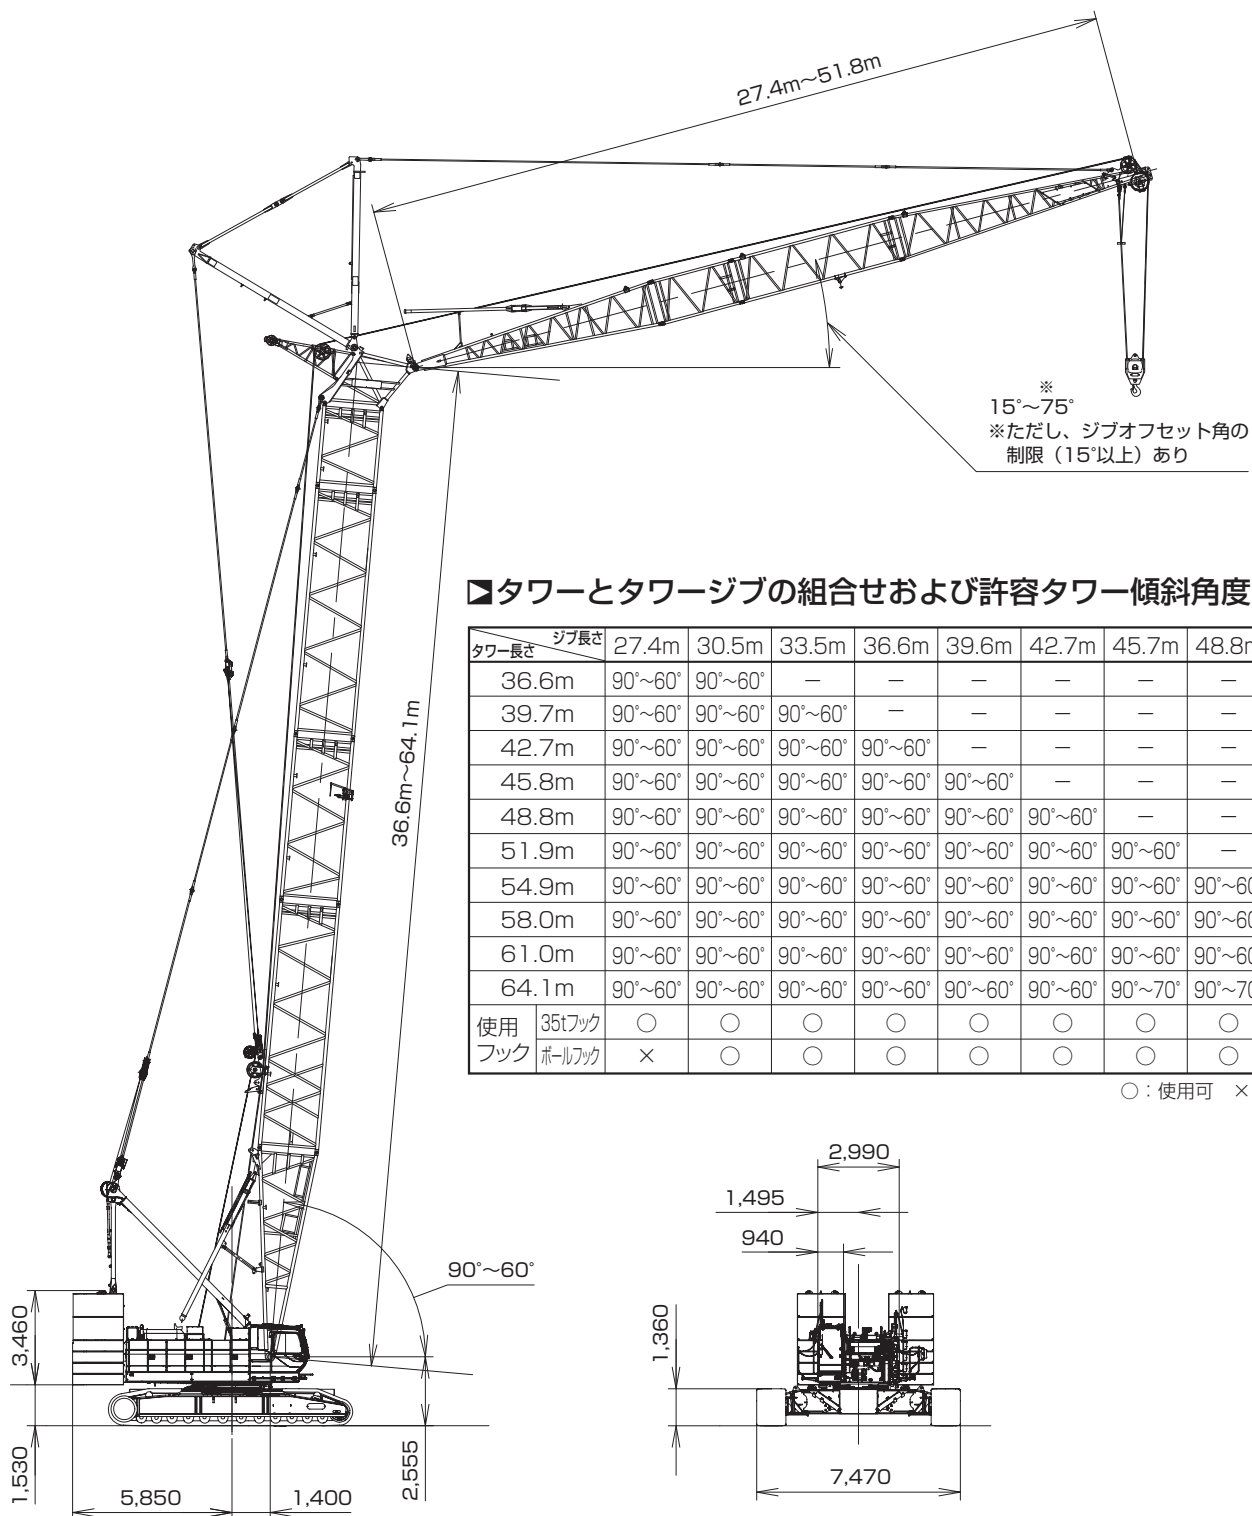 27.4m～51.8m
※
15°～75°
※ただし、ジブオフセット角の
制限（15°以上）あり
36.6m～64.1m
タワーとタワージブの組合せおよび許容タワー傾斜角度
ジブ長さ
タワー長さ 27.4m 30.5m 33.5m 36.6m 39.6m 42.7m 45.7m 48.8m
36.6m 90°～60° 90°～60° － － － － － －
39.7m 90°～60° 90°～60° 90°～60° － － － － －
42.7m 90°～60° 90°～60° 90°～60° 90°～60° － － － －
45.8m 90°～60° 90°～60° 90°～60° 90°～60° 90°～60° － － －
48.8m 90°～60° 90°～60° 90°～60° 90°～60° 90°～60° 90°～60° － －
51.9m 90°～60° 90°～60° 90°～60° 90°～60° 90°～60° 90°～60° 90°～60° －
54.9m 90°～60° 90°～60° 90°～60° 90°～60° 90°～60° 90°～60° 90°～60° 90°～60°
58.0m 90°～60° 90°～60° 90°～60° 90°～60° 90°～60° 90°～60° 90°～60° 90°～60°
61.0m 90°～60° 90°～60° 90°～60° 90°～60° 90°～60° 90°～60° 90°～60° 90°～60°
64.1m 90°～60° 90°～60° 90°～60° 90°～60° 90°～60° 90°～60° 90°～70° 90°～70°
使用フック 35tフック ○ ○ ○ ○ ○ ○ ○ ○
ボールフック × ○ ○ ○ ○ ○ ○ ○
○：使用可 ×
90°～60°
3,460
1,530
5,850
1,400
2,555
2,990
1,495
940
1,360
7,470